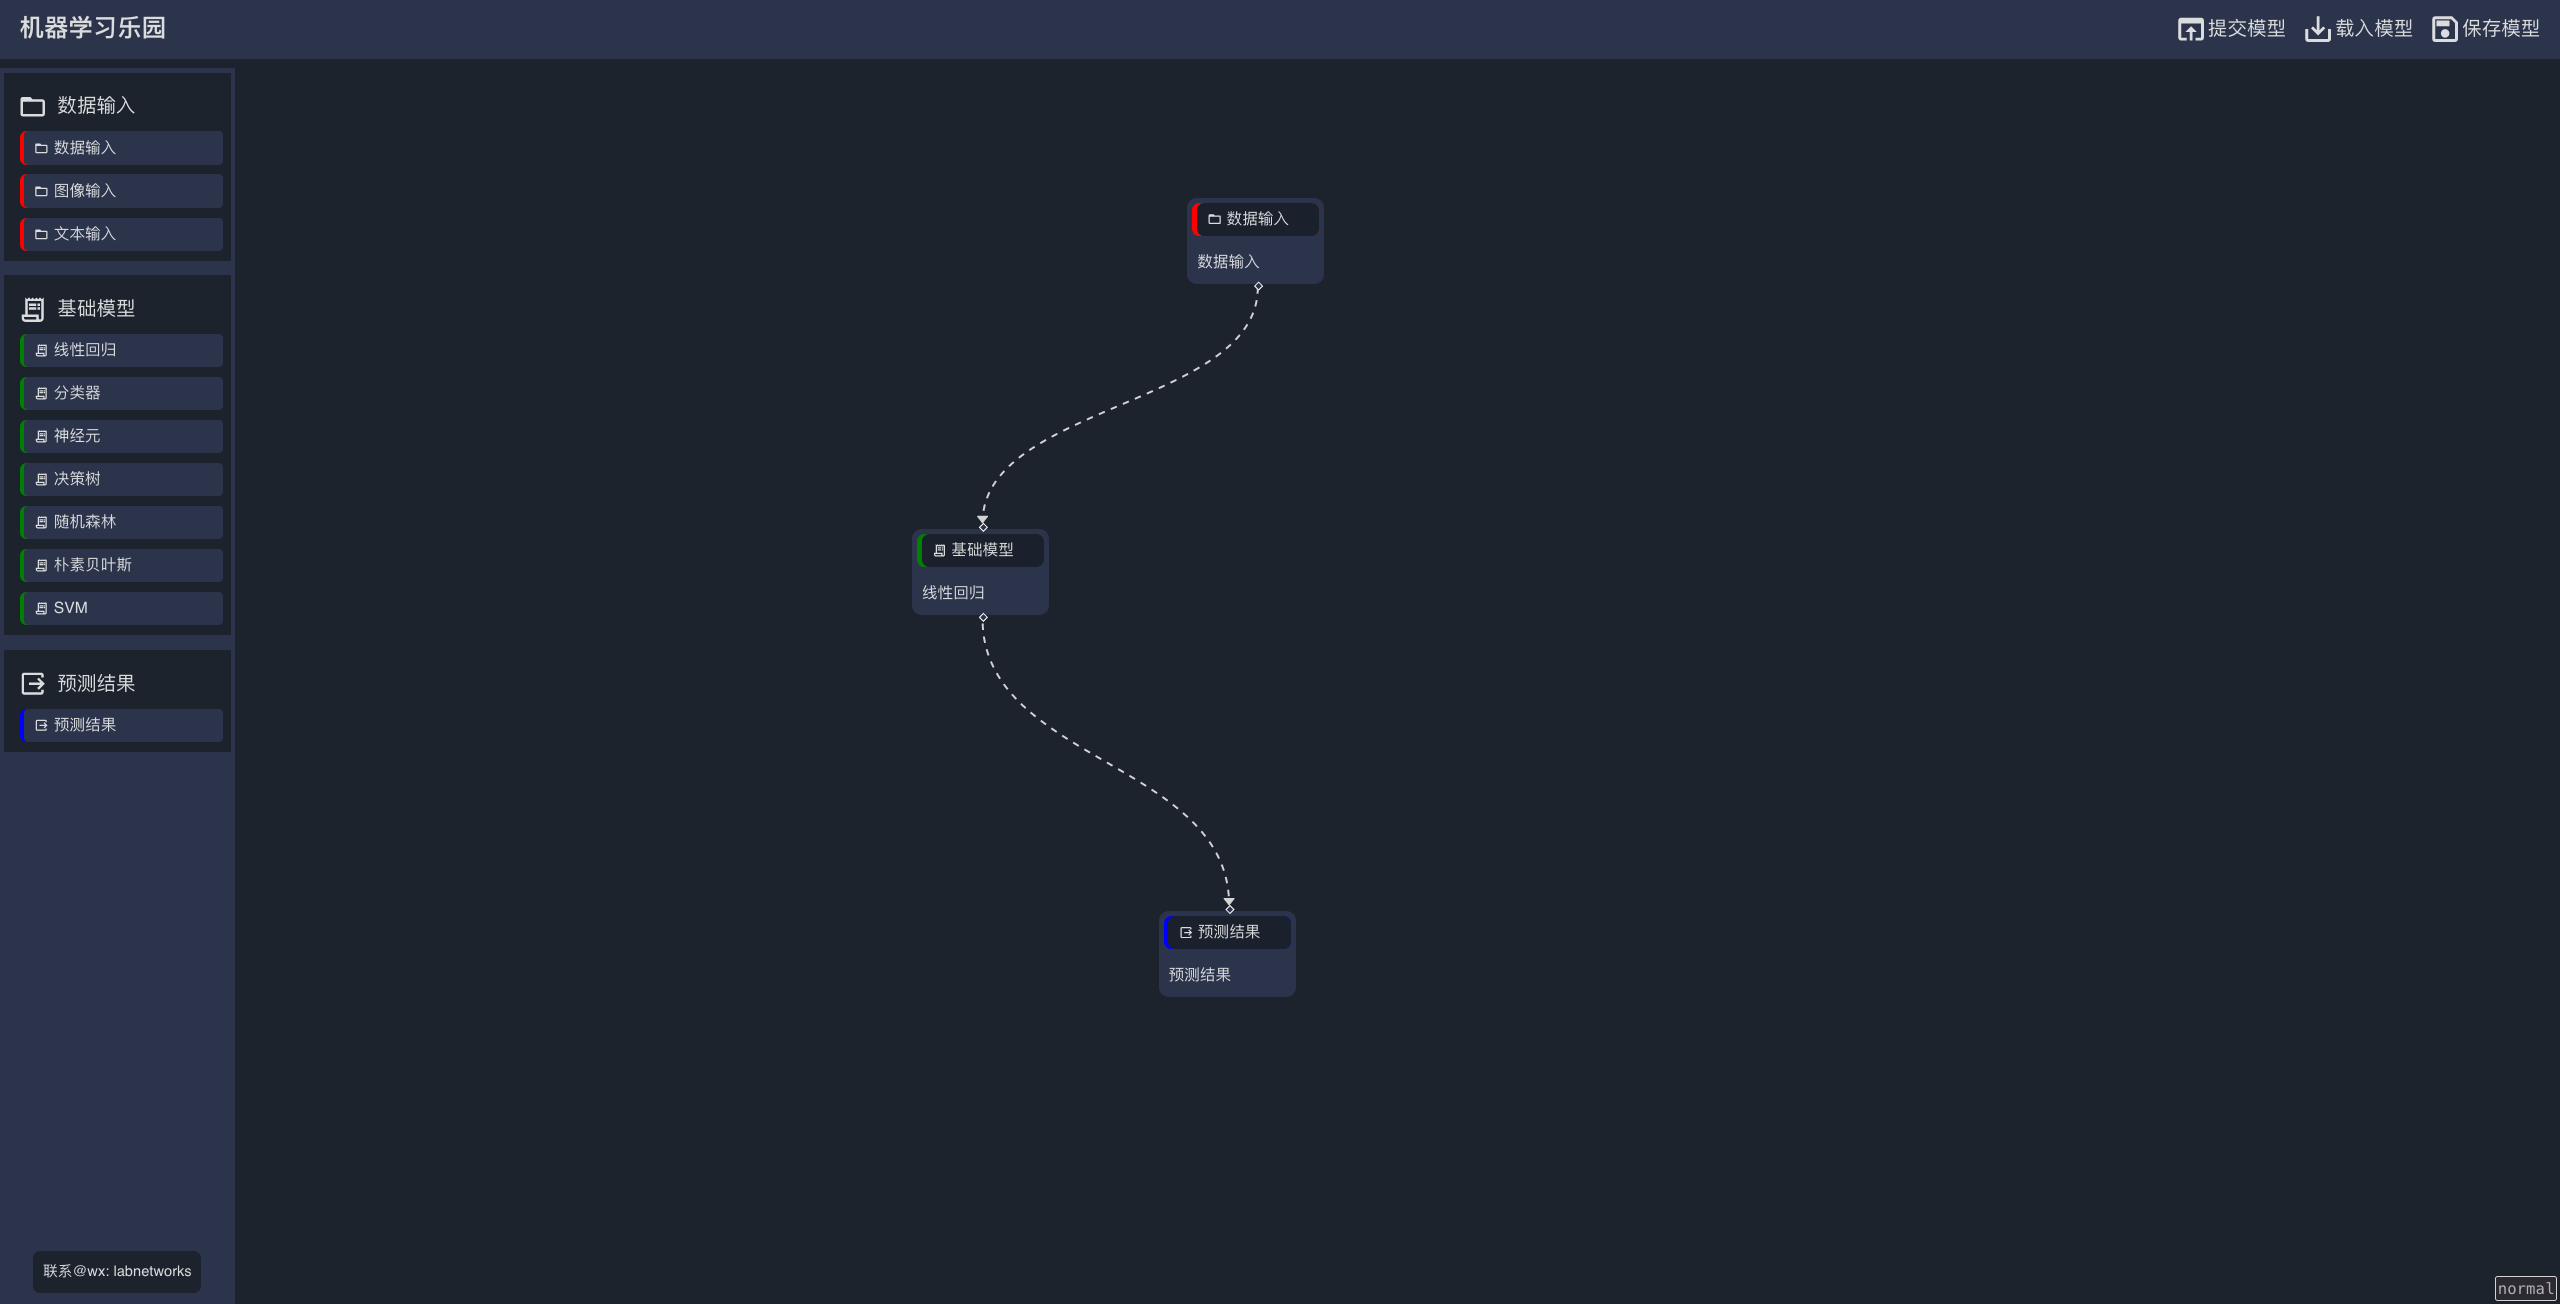 机器学习乐园
提交模型
载入模型
保存模型
数据输入
数据输入
图像输入
文本输入
基础模型
线性回归
分类器
神经元
决策树
随机森林
朴素贝叶斯
SVM
预测结果
预测结果
联系@wx: labnetworks
数据输入
数据输入
基础模型
线性回归
预测结果
预测结果
normal